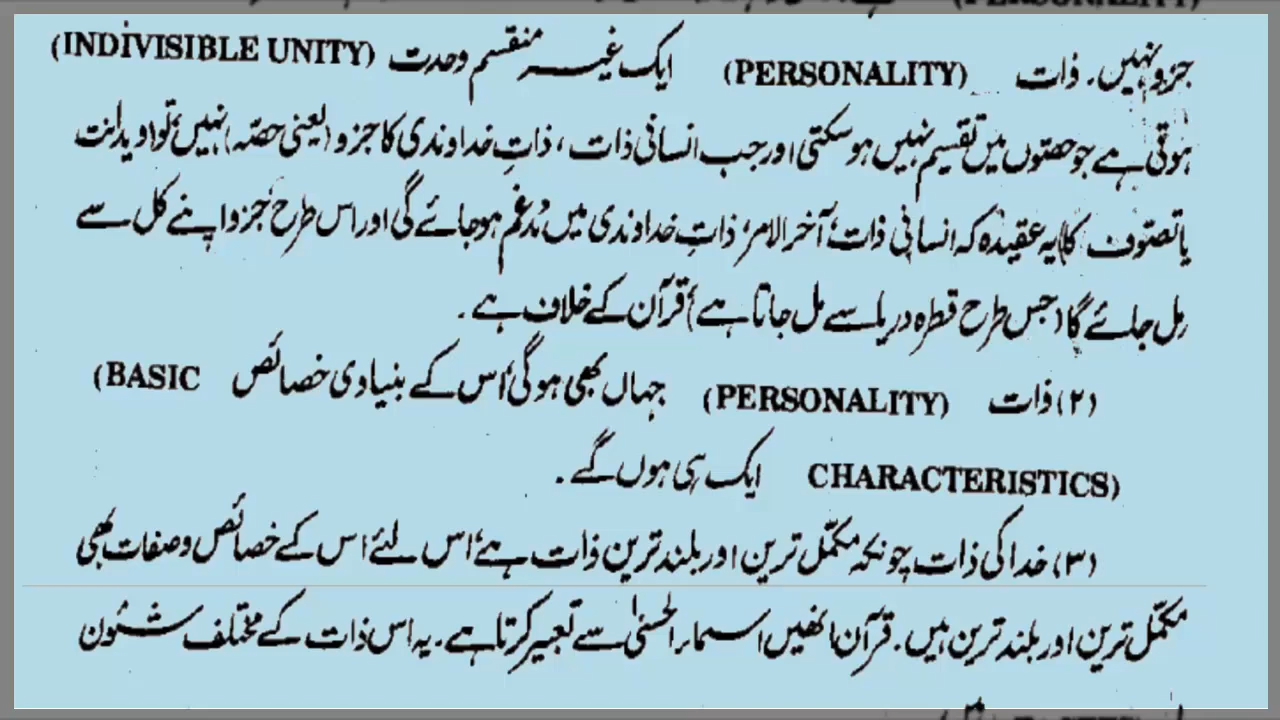 جزو نہیں۔ ذات (PERSONALITY) ایک غیر منقسم وحدت (INDIVISIBLE UNITY)
ہوتی ہے جو حصّوں میں تقسیم نہیں ہو سکتی اور جب انسانی ذات، ذاتِ خداوندی کا جزو (یعنی حصّہ) نہیں، تو (ویدانت
یا تصوّف کا) یہ عقیدہ کہ انسانی ذات، آخر الامر، ذاتِ خداوندی میں مُدغم ہو جائے گی اور اس طرح جزو اپنے کل سے
مل جائے گا (جس طرح قطرہ دریا سے مل جاتا ہے) قرآن کے خلاف ہے۔
(۲) ذات (PERSONALITY) جہاں بھی ہوگی، اس کے بنیادی خصائص (BASIC
CHARACTERISTICS) ایک ہی ہوں گے۔
(۳) خدا کی ذات چونکہ مکمّل ترین اور بلند ترین ذات ہے، اس لئے اس کے خصائص و صفات بھی
مکمّل ترین اور بلند ترین ہیں۔ قرآن انھیں اسماء الحسنیٰ سے تعبیر کرتا ہے۔ یہ اس ذات کے مختلف شئون